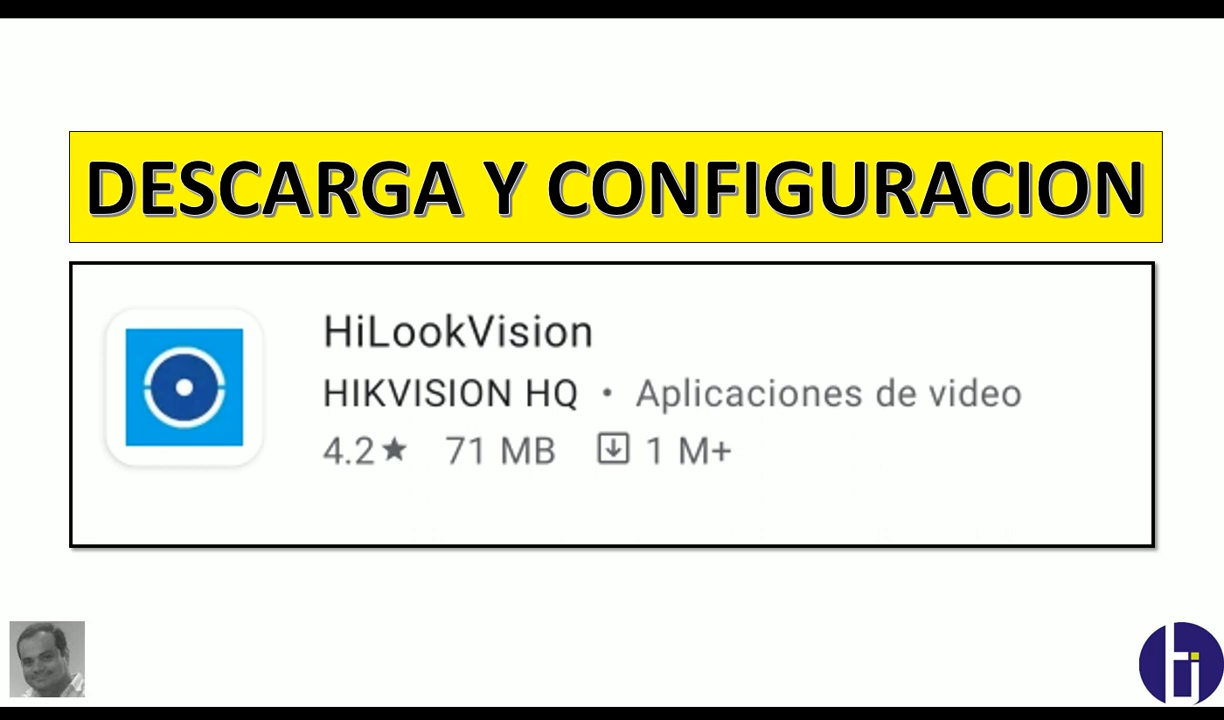 DESCARGA Y CONFIGURACION
HiLookVision
HIKVISION HQ • Aplicaciones de video
4.2★ 71 MB 1 M+